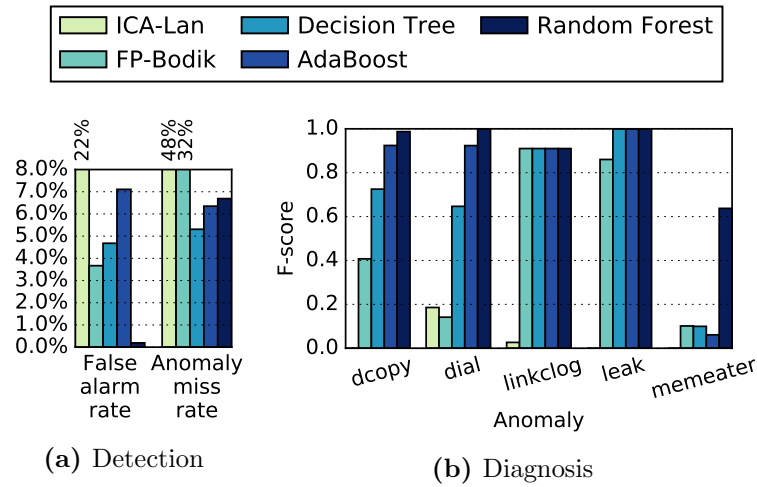 ICA-Lan
Decision Tree
Random Forest
FP-Bodik
AdaBoost
22%
48%
32%
8.0%
7.0%
6.0%
5.0%
4.0%
3.0%
2.0%
1.0%
0.0%
False
alarm
rate
Anomaly
miss
rate
(a) Detection
F-score
1.0
0.8
0.6
0.4
0.2
0.0
dcopy
dial
linkclog
leak
memeater
Anomaly
(b) Diagnosis